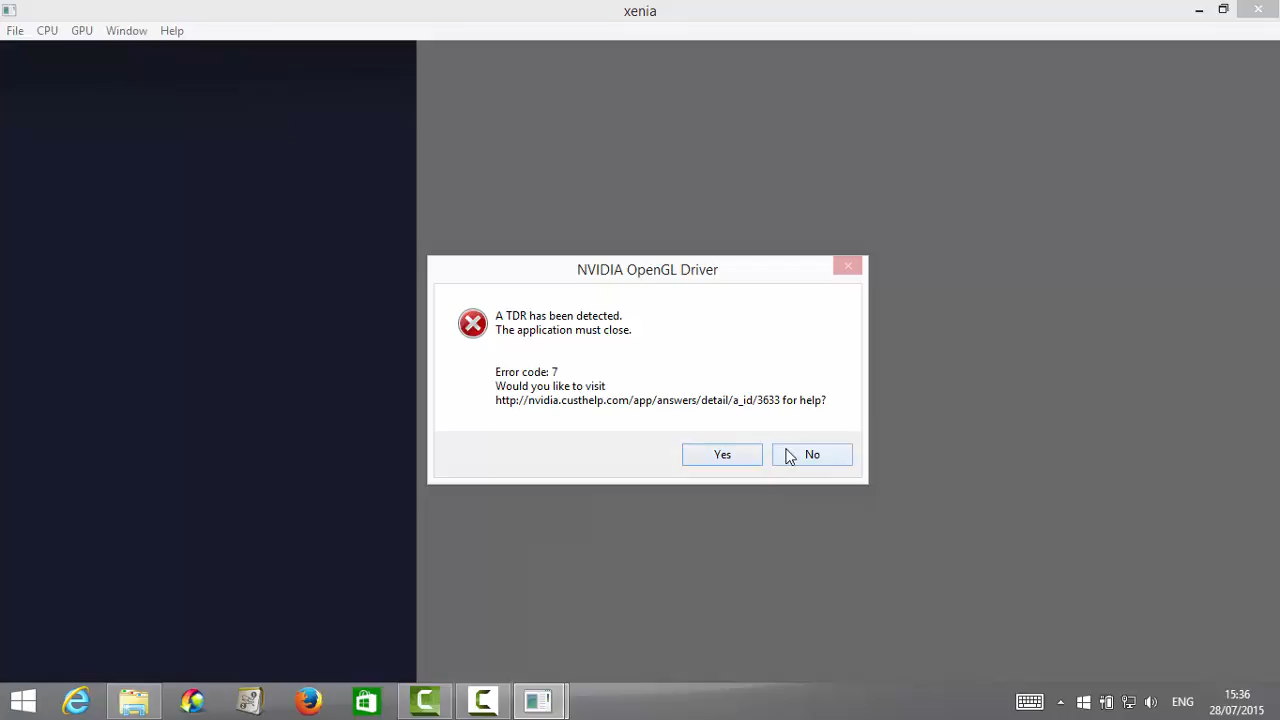 xenia
File CPU GPU Window Help
NVIDIA OpenGL Driver
A TDR has been detected.
The application must close.
Error code: 7
Would you like to visit
http://nvidia.custhelp.com/app/answers/detail/a_id/3633 for help?
Yes No
ENG
15:36
28/07/2015